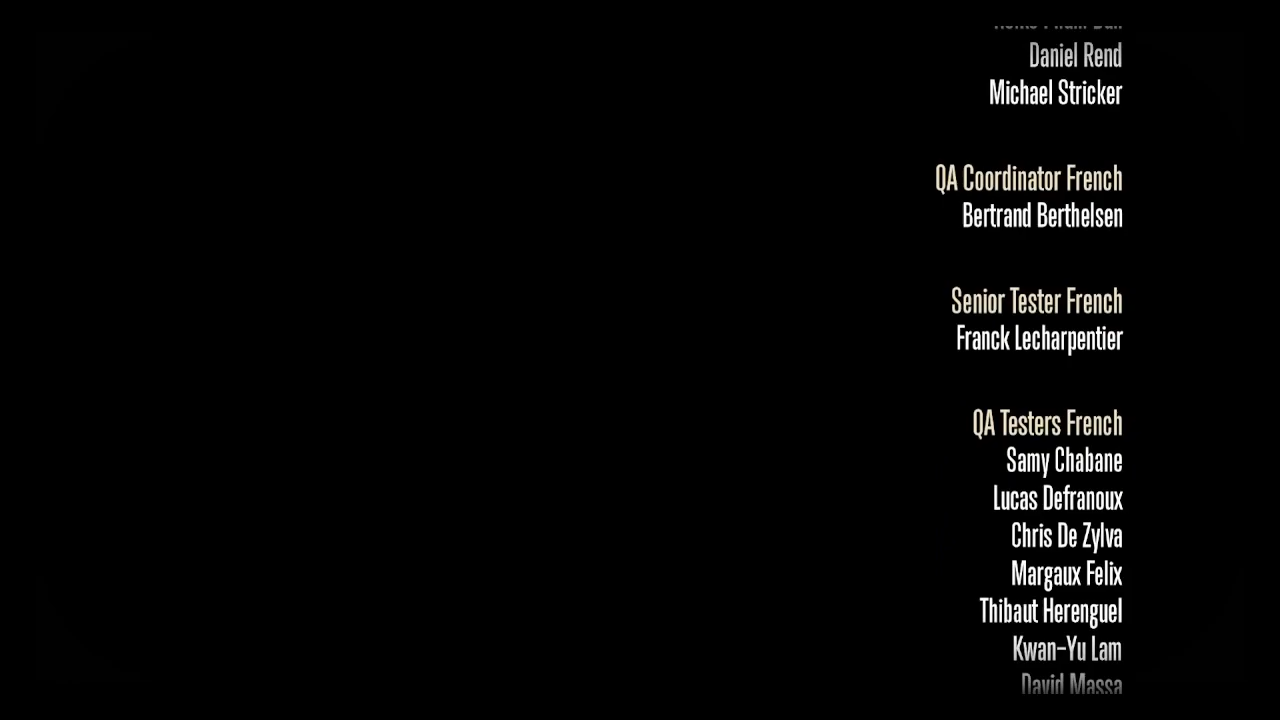 Daniel Rend
Michael Stricker
QA Coordinator French
Bertrand Berthelsen
Senior Tester French
Franck Lecharpentier
QA Testers French
Samy Chabane
Lucas Defranoux
Chris De Zylva
Margaux Felix
Thibaut Herenguel
Kwan-Yu Lam
David Massa